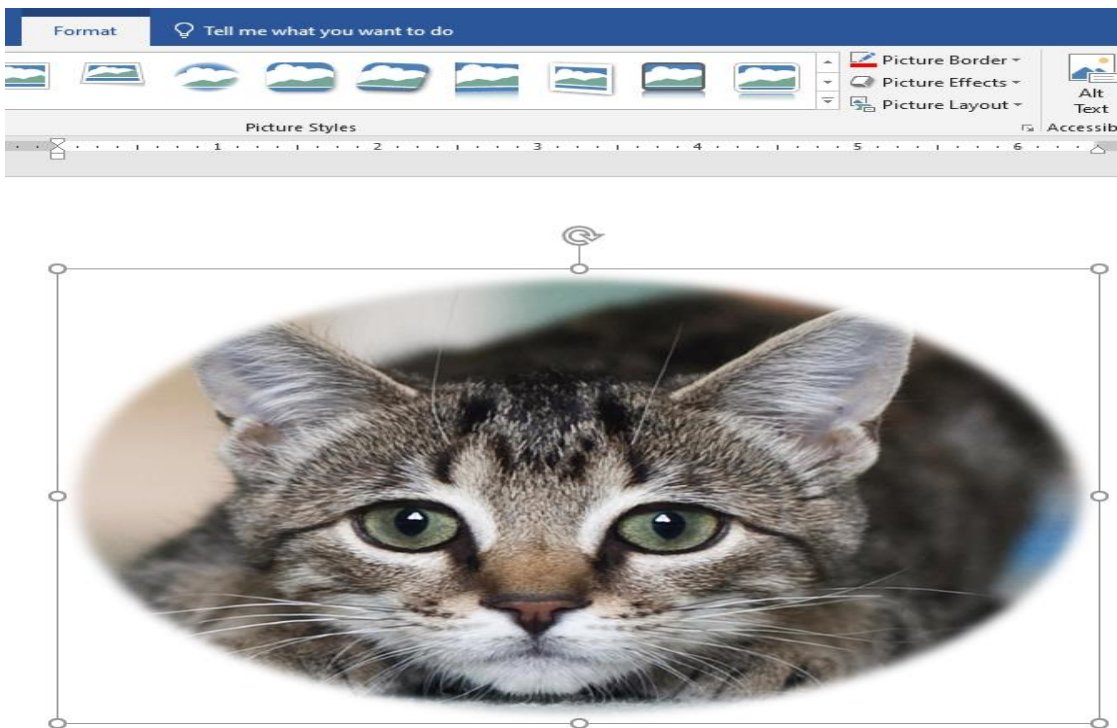 Format Tell me what you want to do
Picture Border
Picture Effects
Picture Layout
Alt
Text
Picture Styles
Accessib
1 2 3 4 5 6